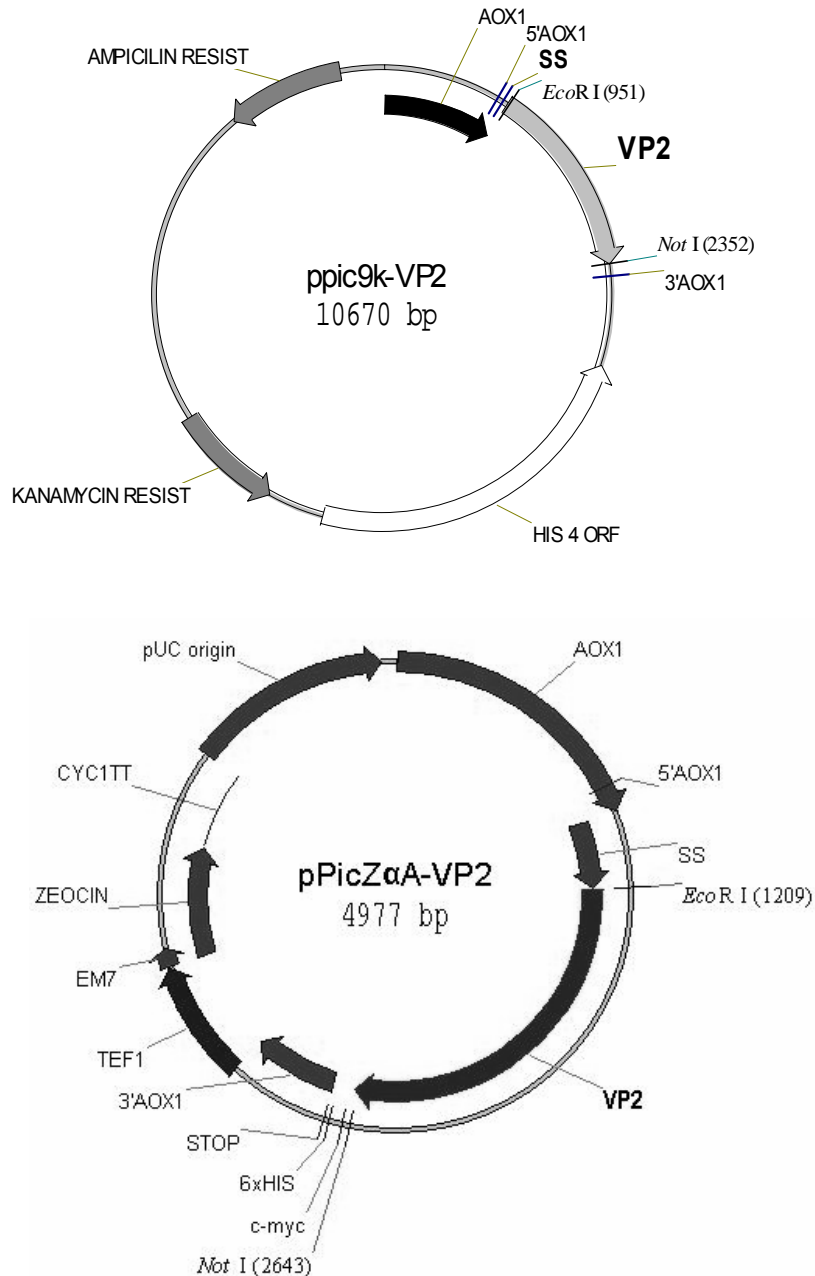 AOX1
5'AOX1
SS
AMPICILIN RESIST
EcoR I (951)
VP2
Not I (2352)
3'AOX1
ppic9k-VP2
10670 bp
KANAMYCIN RESIST
HIS 4 ORF
pUC origin
AOX1
CYC1TT
5'AOX1
SS
pPicZαA-VP2
4977 bp
ZEOCIN
EcoR I (1209)
EM7
TEF1
3'AOX1
VP2
STOP
6xHIS
c-myc
Not I (2643)